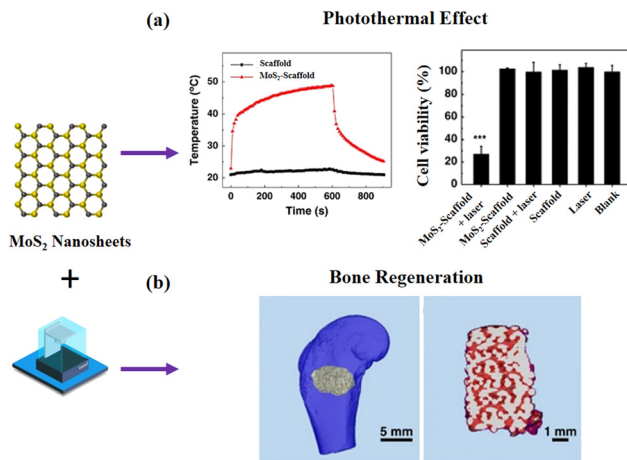 (a)
Photothermal Effect
Scaffold
MoS₂-Scaffold
Temperature (ºC)
50
40
30
20
0
200
400
600
800
Time (s)
Cell viability (%)
100
80
60
40
20
0
***
MoS₂-Scaffold
+ laser
MoS₂-Scaffold
Scaffold + laser
Scaffold
Laser
Blank
MoS₂ Nanosheets
+
(b)
Bone Regeneration
5 mm
1 mm